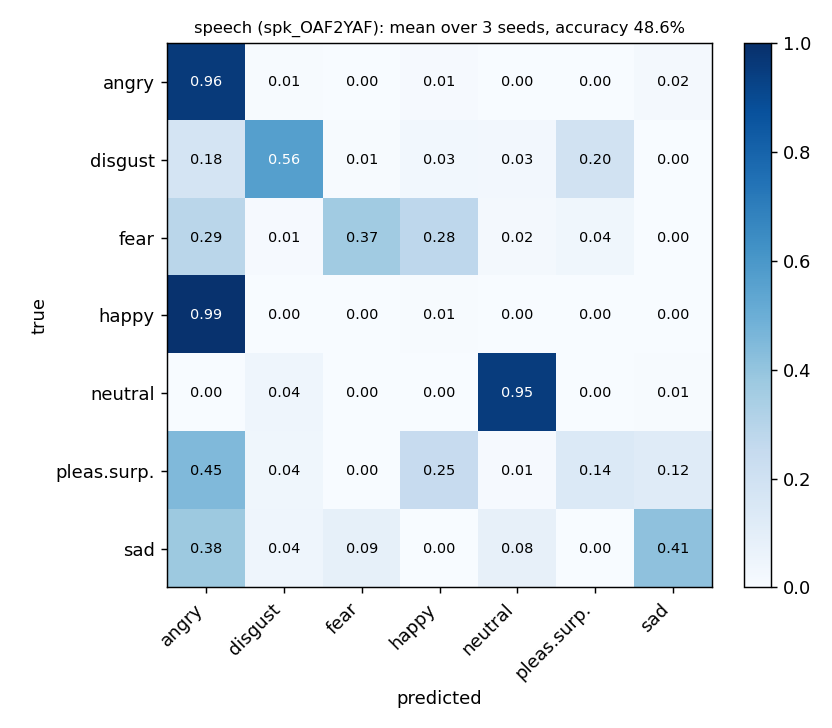 speech (spk_OAF2YAF): mean over 3 seeds, accuracy 48.6%
true
angry 0.96 0.01 0.00 0.01 0.00 0.00 0.02
disgust 0.18 0.56 0.01 0.03 0.03 0.20 0.00
fear 0.29 0.01 0.37 0.28 0.02 0.04 0.00
happy 0.99 0.00 0.00 0.01 0.00 0.00 0.00
neutral 0.00 0.04 0.00 0.00 0.95 0.00 0.01
pleas.surp. 0.45 0.04 0.00 0.25 0.01 0.14 0.12
sad 0.38 0.04 0.09 0.00 0.08 0.00 0.41
angry disgust fear happy neutral pleas.surp. sad
predicted
1.0
0.8
0.6
0.4
0.2
0.0